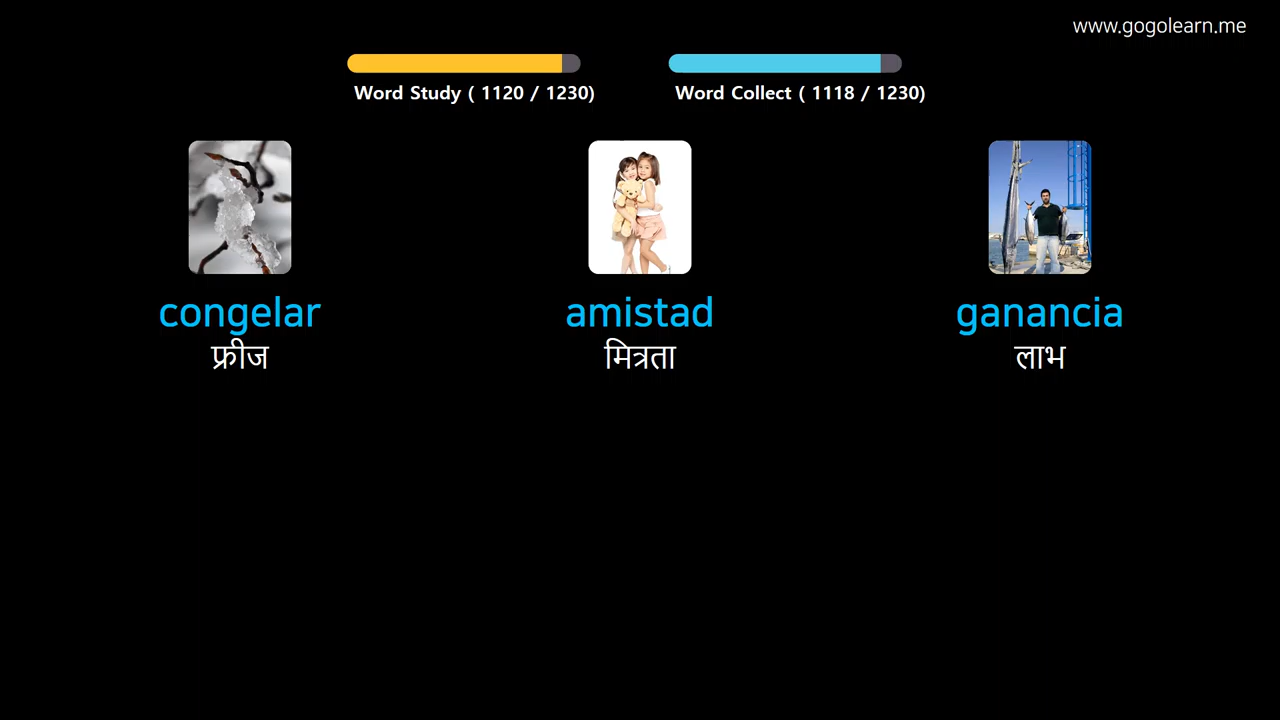 www.gogolearn.me
Word Study ( 1120 / 1230)
Word Collect ( 1118 / 1230)
congelar
फ्रीज
amistad
मित्रता
ganancia
लाभ